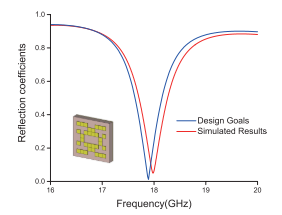 Reflection coefficients
1.0
0.8
0.6
0.4
0.2
0.0
Design Goals
Simulated Results
16
17
18
19
20
Frequency(GHz)